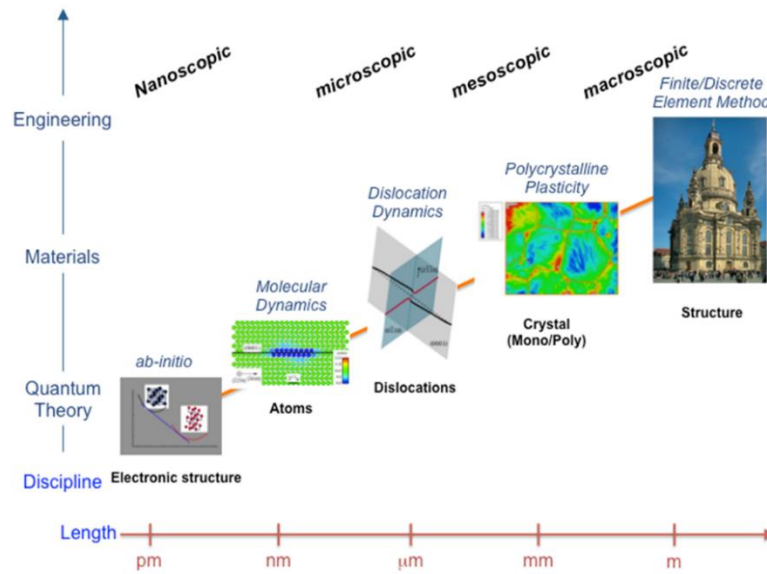 Nanoscopic
microscopic
mesoscopic
macroscopic
Finite/Discrete
Element Method
Engineering
Polycrystalline
Plasticity
Dislocation
Dynamics
Materials
Molecular
Dynamics
Structure
Crystal
(Mono/Poly)
ab-initio
Dislocations
Quantum
Theory
Atoms
Electronic structure
Discipline
Length
pm
nm
μm
mm
m